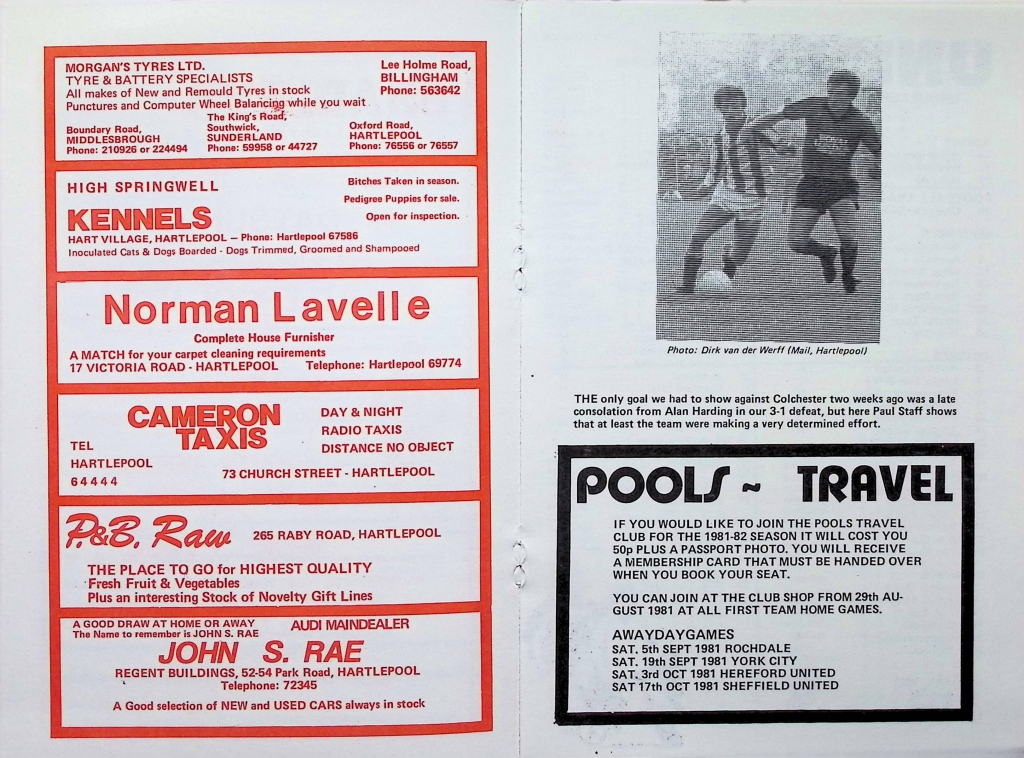 MORGAN'S TYRES LTD.
TYRE & BATTERY SPECIALISTS
All makes of New and Remould Tyres in stock
Punctures and Computer Wheel Balancing while you wait
Lee Holme Road,
BILLINGHAM
Phone: 563642
Boundary Road,
MIDDLESBROUGH
Phone: 210926 or 224494
The King's Road,
Southwick,
SUNDERLAND
Phone: 59958 or 44727
Oxford Road,
HARTLEPOOL
Phone: 76556 or 76557
HIGH SPRINGWELL
KENNELS
Bitches Taken in season.
Pedigree Puppies for sale.
Open for inspection.
HART VILLAGE, HARTLEPOOL — Phone: Hartlepool 67586
Inoculated Cats & Dogs Boarded - Dogs Trimmed, Groomed and Shampooed
Norman Lavelle
Complete House Furnisher
A MATCH for your carpet cleaning requirements
17 VICTORIA ROAD - HARTLEPOOL Telephone: Hartlepool 69774
CAMERON
TAXIS
DAY & NIGHT
RADIO TAXIS
DISTANCE NO OBJECT
TEL
HARTLEPOOL
64444
73 CHURCH STREET - HARTLEPOOL
P.&B. Raw 265 RABY ROAD, HARTLEPOOL
THE PLACE TO GO for HIGHEST QUALITY
Fresh Fruit & Vegetables
Plus an interesting Stock of Novelty Gift Lines
A GOOD DRAW AT HOME OR AWAY
The Name to remember is JOHN S. RAE
AUDI MAINDEALER
JOHN S. RAE
REGENT BUILDINGS, 52-54 Park Road, HARTLEPOOL
Telephone: 72345
A Good selection of NEW and USED CARS always in stock
Photo: Dirk van der Werff (Mail, Hartlepool)
THE only goal we had to show against Colchester two weeks ago was a late
consolation from Alan Harding in our 3-1 defeat, but here Paul Staff shows
that at least the team were making a very determined effort.
POOLS ~ TRAVEL
IF YOU WOULD LIKE TO JOIN THE POOLS TRAVEL
CLUB FOR THE 1981-82 SEASON IT WILL COST YOU
50p PLUS A PASSPORT PHOTO. YOU WILL RECEIVE
A MEMBERSHIP CARD THAT MUST BE HANDED OVER
WHEN YOU BOOK YOUR SEAT.
YOU CAN JOIN AT THE CLUB SHOP FROM 29th AU-
GUST 1981 AT ALL FIRST TEAM HOME GAMES.
AWAYDAYGAMES
SAT. 5th SEPT 1981 ROCHDALE
SAT. 19th SEPT 1981 YORK CITY
SAT. 3rd OCT 1981 HEREFORD UNITED
SAT 17th OCT 1981 SHEFFIELD UNITED